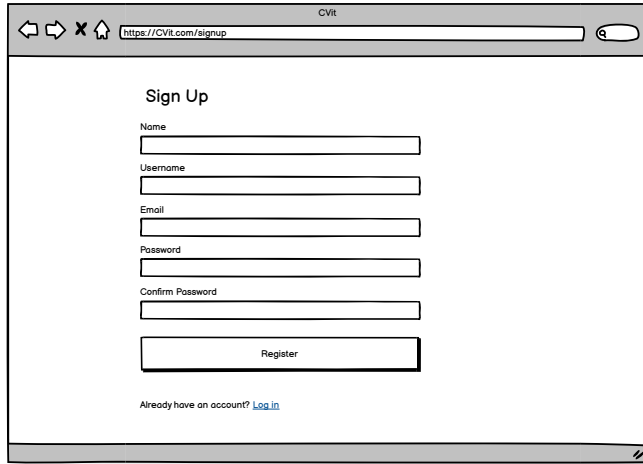 CVit
https://CVit.com/signup
Sign Up
Name
Username
Email
Password
Confirm Password
Register
Already have an account? Log in